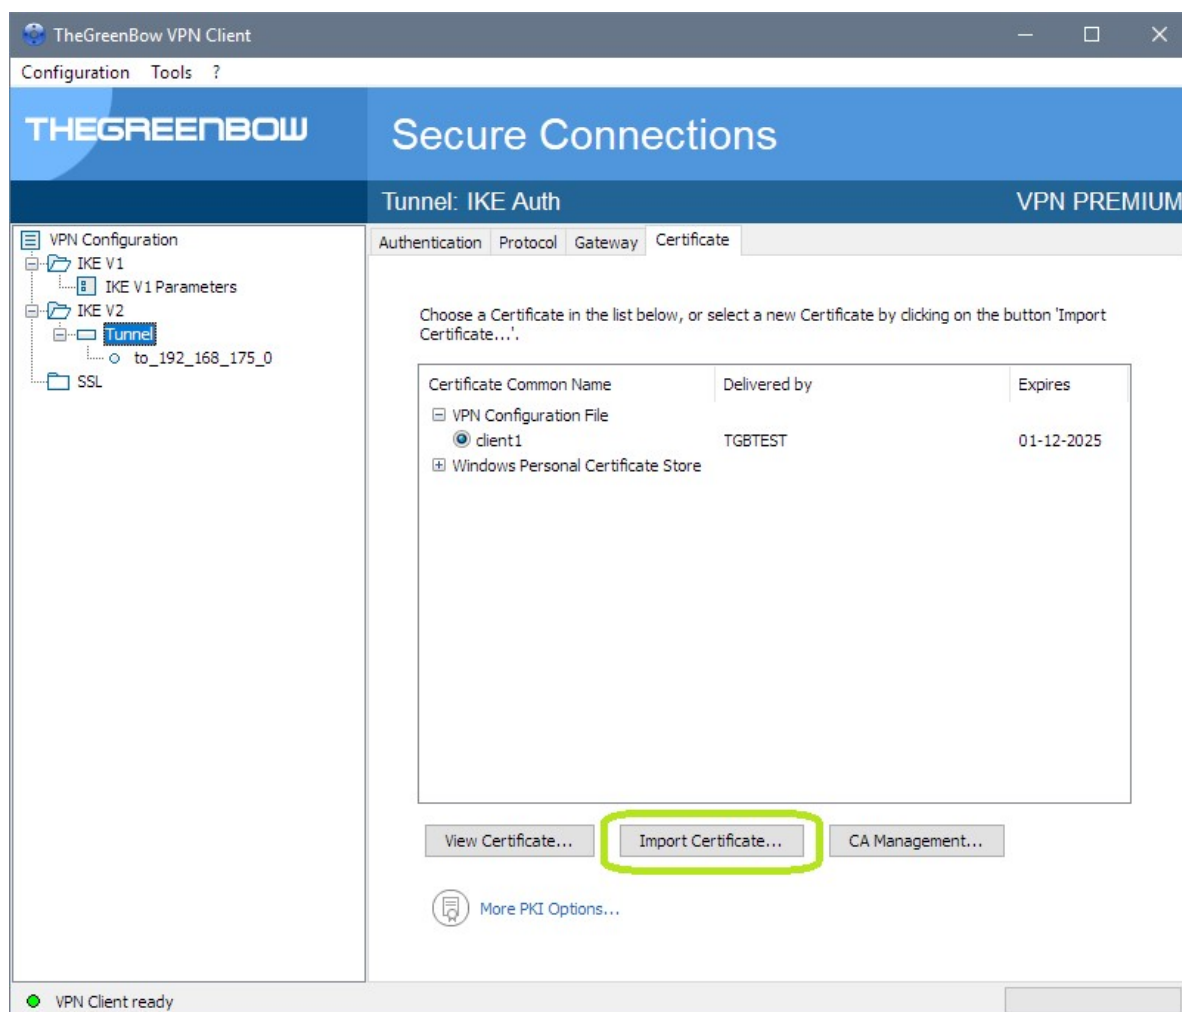 TheGreenBow VPN Client
Configuration Tools ?
THEGREENBOW
Secure Connections
Tunnel: IKE Auth
VPN PREMIUM
VPN Configuration
IKE V1
IKE V1 Parameters
IKE V2
Tunnel
to_192_168_175_0
SSL
Authentication Protocol Gateway Certificate
Choose a Certificate in the list below, or select a new Certificate by clicking on the button 'Import
Certificate...'.
Certificate Common Name Delivered by Expires
VPN Configuration File
client1 TGBTEST 01-12-2025
Windows Personal Certificate Store
View Certificate... Import Certificate... CA Management...
More PKI Options...
VPN Client ready